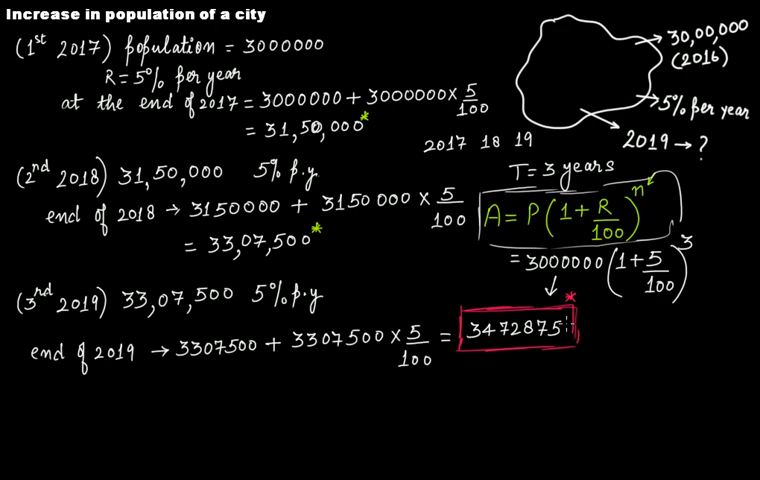 Increase in population of a city
(1st 2017) population = 3000000
R = 5% per year
at the end of 2017 = 3000000 + 3000000 × 5/100
= 31,50,000*
(2nd 2018) 31,50,000 5% p.y
end of 2018 → 3150000 + 3150000 × 5/100
= 33,07,500*
(3rd 2019) 33,07,500 5% p.y
end of 2019 → 3307500 + 3307500 × 5/100 = 3472875*
→ 30,00,000
(2016)
→ 5% per year
2019 → ?
2017 18 19
T = 3 years
A = P(1 + R/100)^n
= 3000000(1 + 5/100)^3